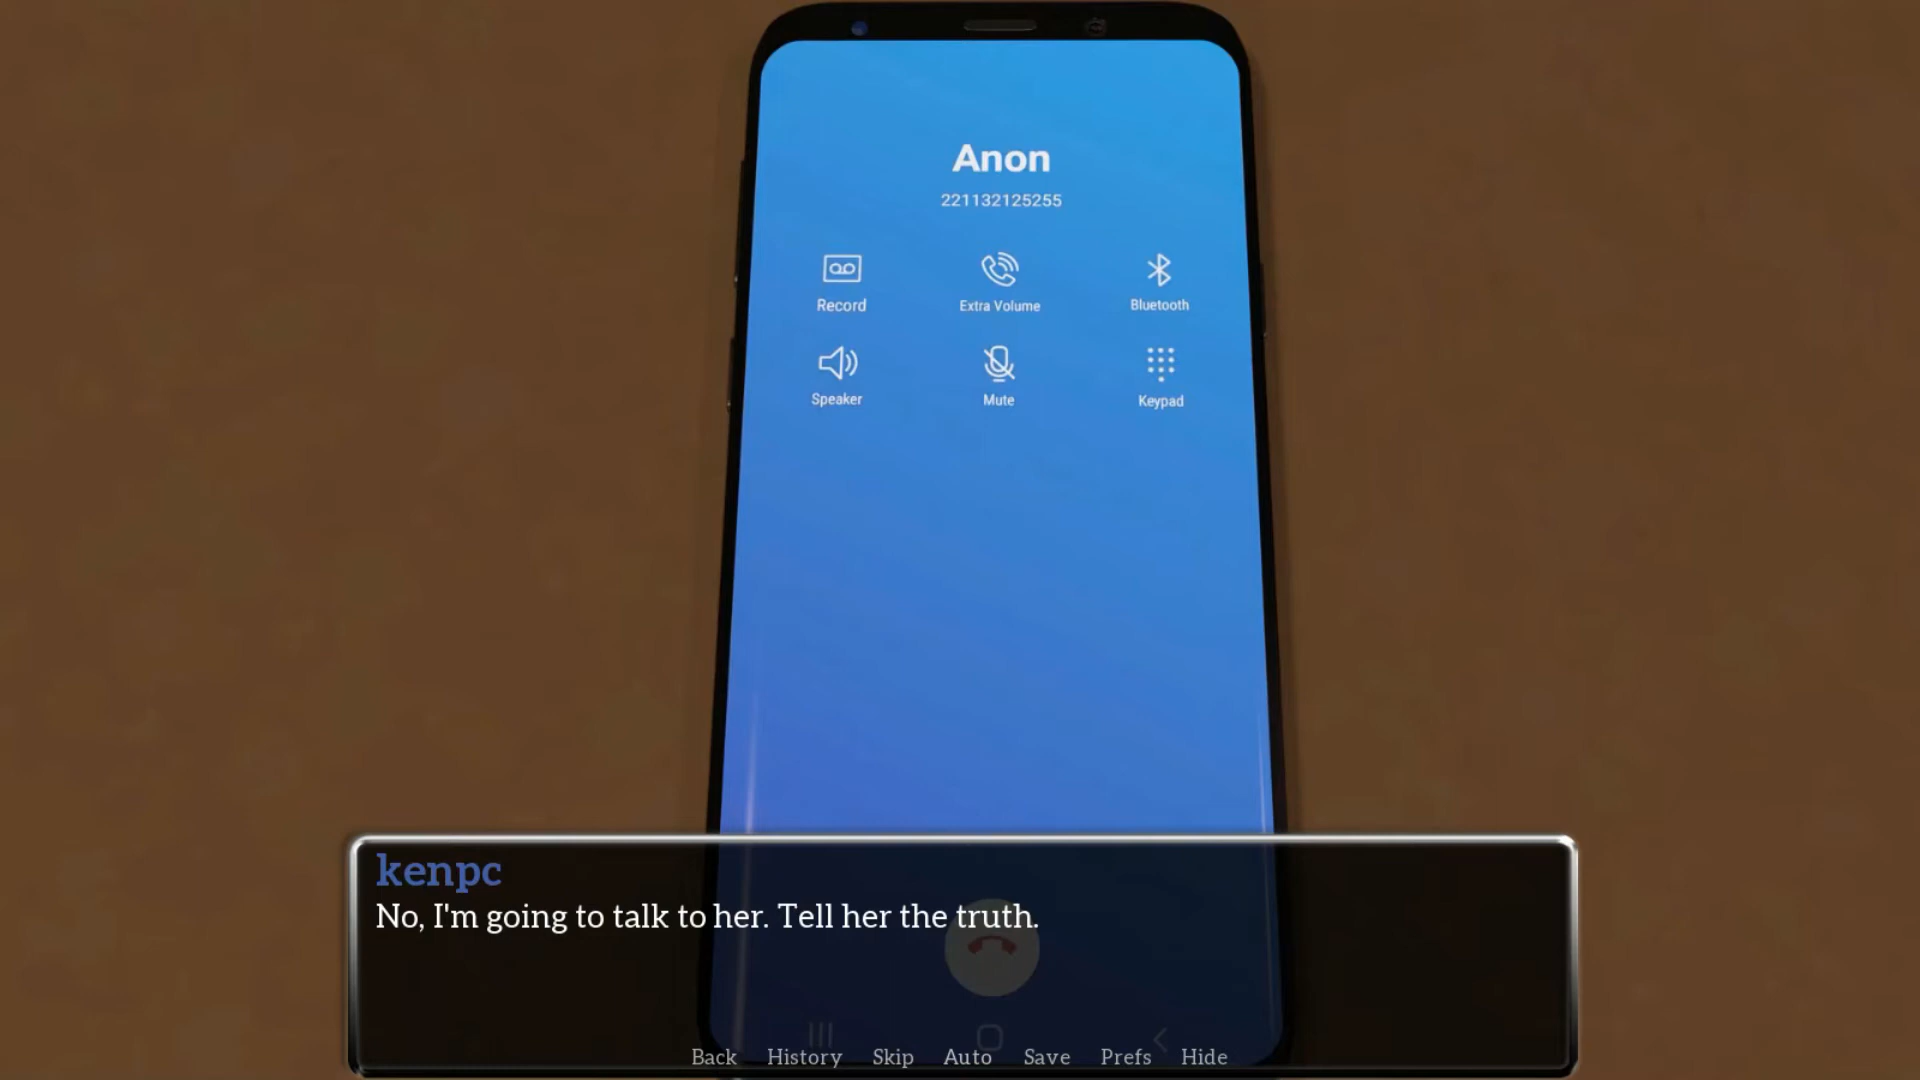 Anon
221132125255
Record
Extra Volume
Bluetooth
Speaker
Mute
Keypad
kenpc
No, I'm going to talk to her. Tell her the truth.
Back History Skip Auto Save Prefs Hide